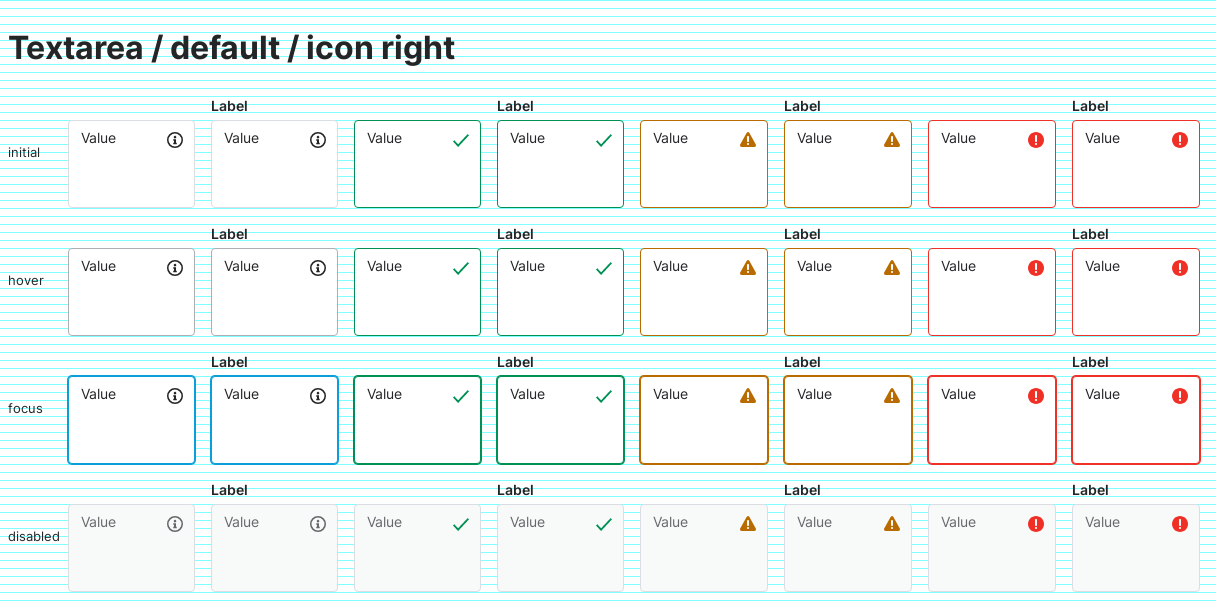 Textarea / default / icon right
Label Label Label Label
initial Value Value Value Value Value Value Value Value
Label Label Label Label
hover Value Value Value Value Value Value Value Value
Label Label Label Label
focus Value Value Value Value Value Value Value Value
Label Label Label Label
disabled Value Value Value Value Value Value Value Value